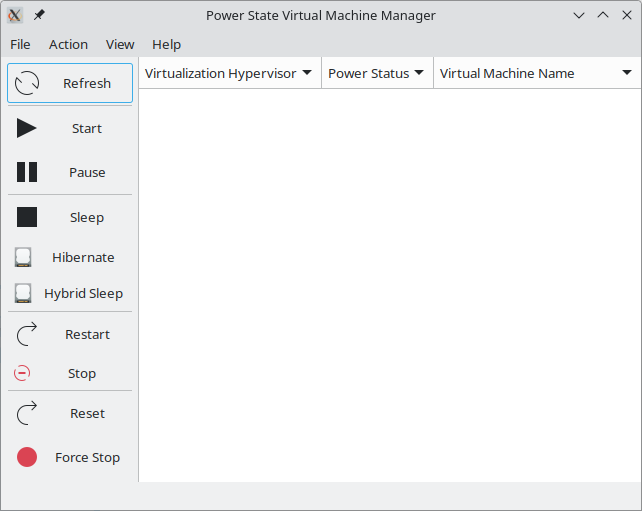 Power State Virtual Machine Manager
File Action View Help
Refresh
Start
Pause
Sleep
Hibernate
Hybrid Sleep
Restart
Stop
Reset
Force Stop
Virtualization Hypervisor Power Status Virtual Machine Name